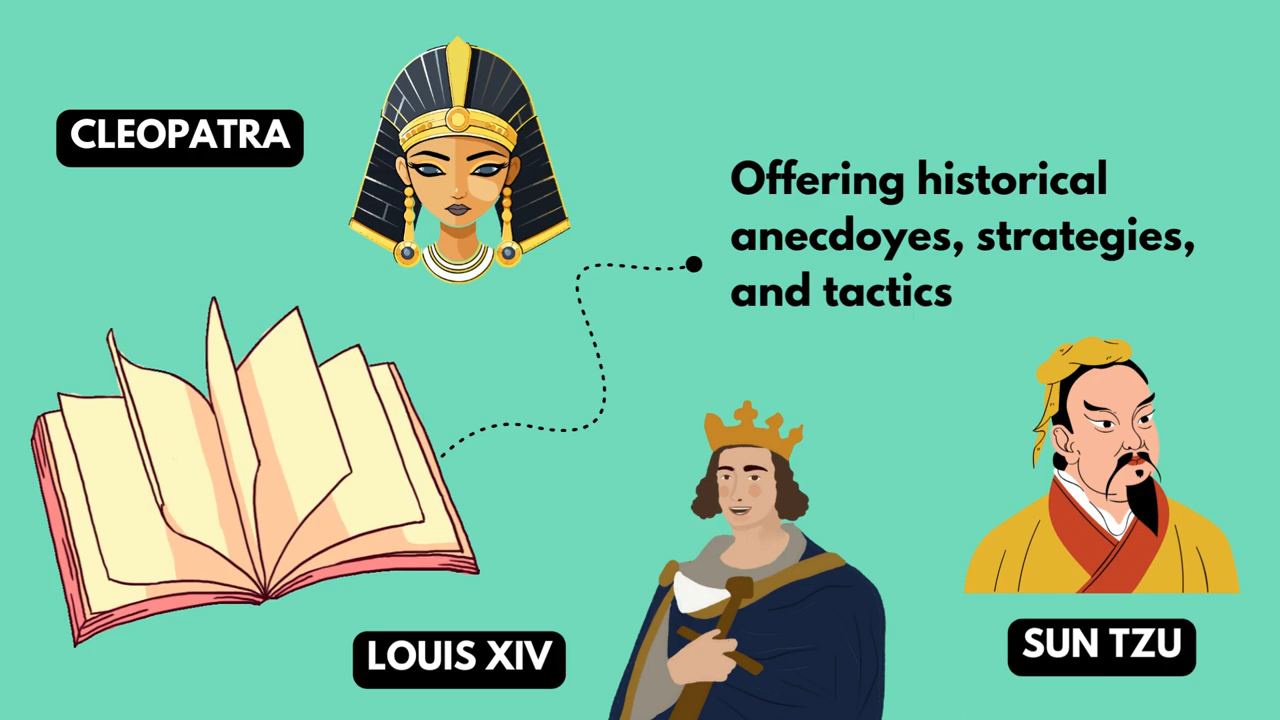 CLEOPATRA
Offering historical
anecdoyes, strategies,
and tactics
LOUIS XIV
SUN TZU